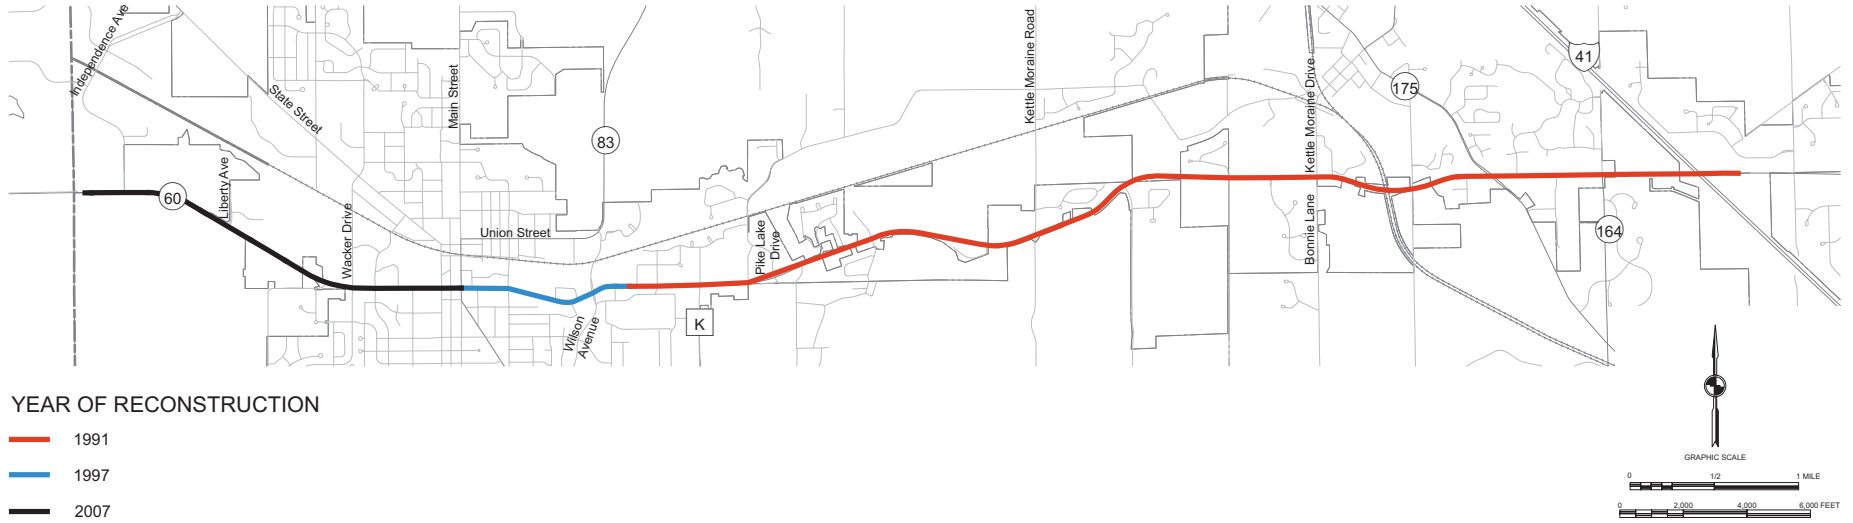 Independence Ave
State Street
Main Street
83
Kettle Moraine Road
Kettle Moraine Drive
175
41
60
Liberty Ave
Wacker Drive
Union Street
Pike Lake
Drive
Bonnie Lane
164
Wilson
Avenue
K
YEAR OF RECONSTRUCTION
1991
1997
2007
GRAPHIC SCALE
0 1/2 1 MILE
0 2,000 4,000 6,000 FEET